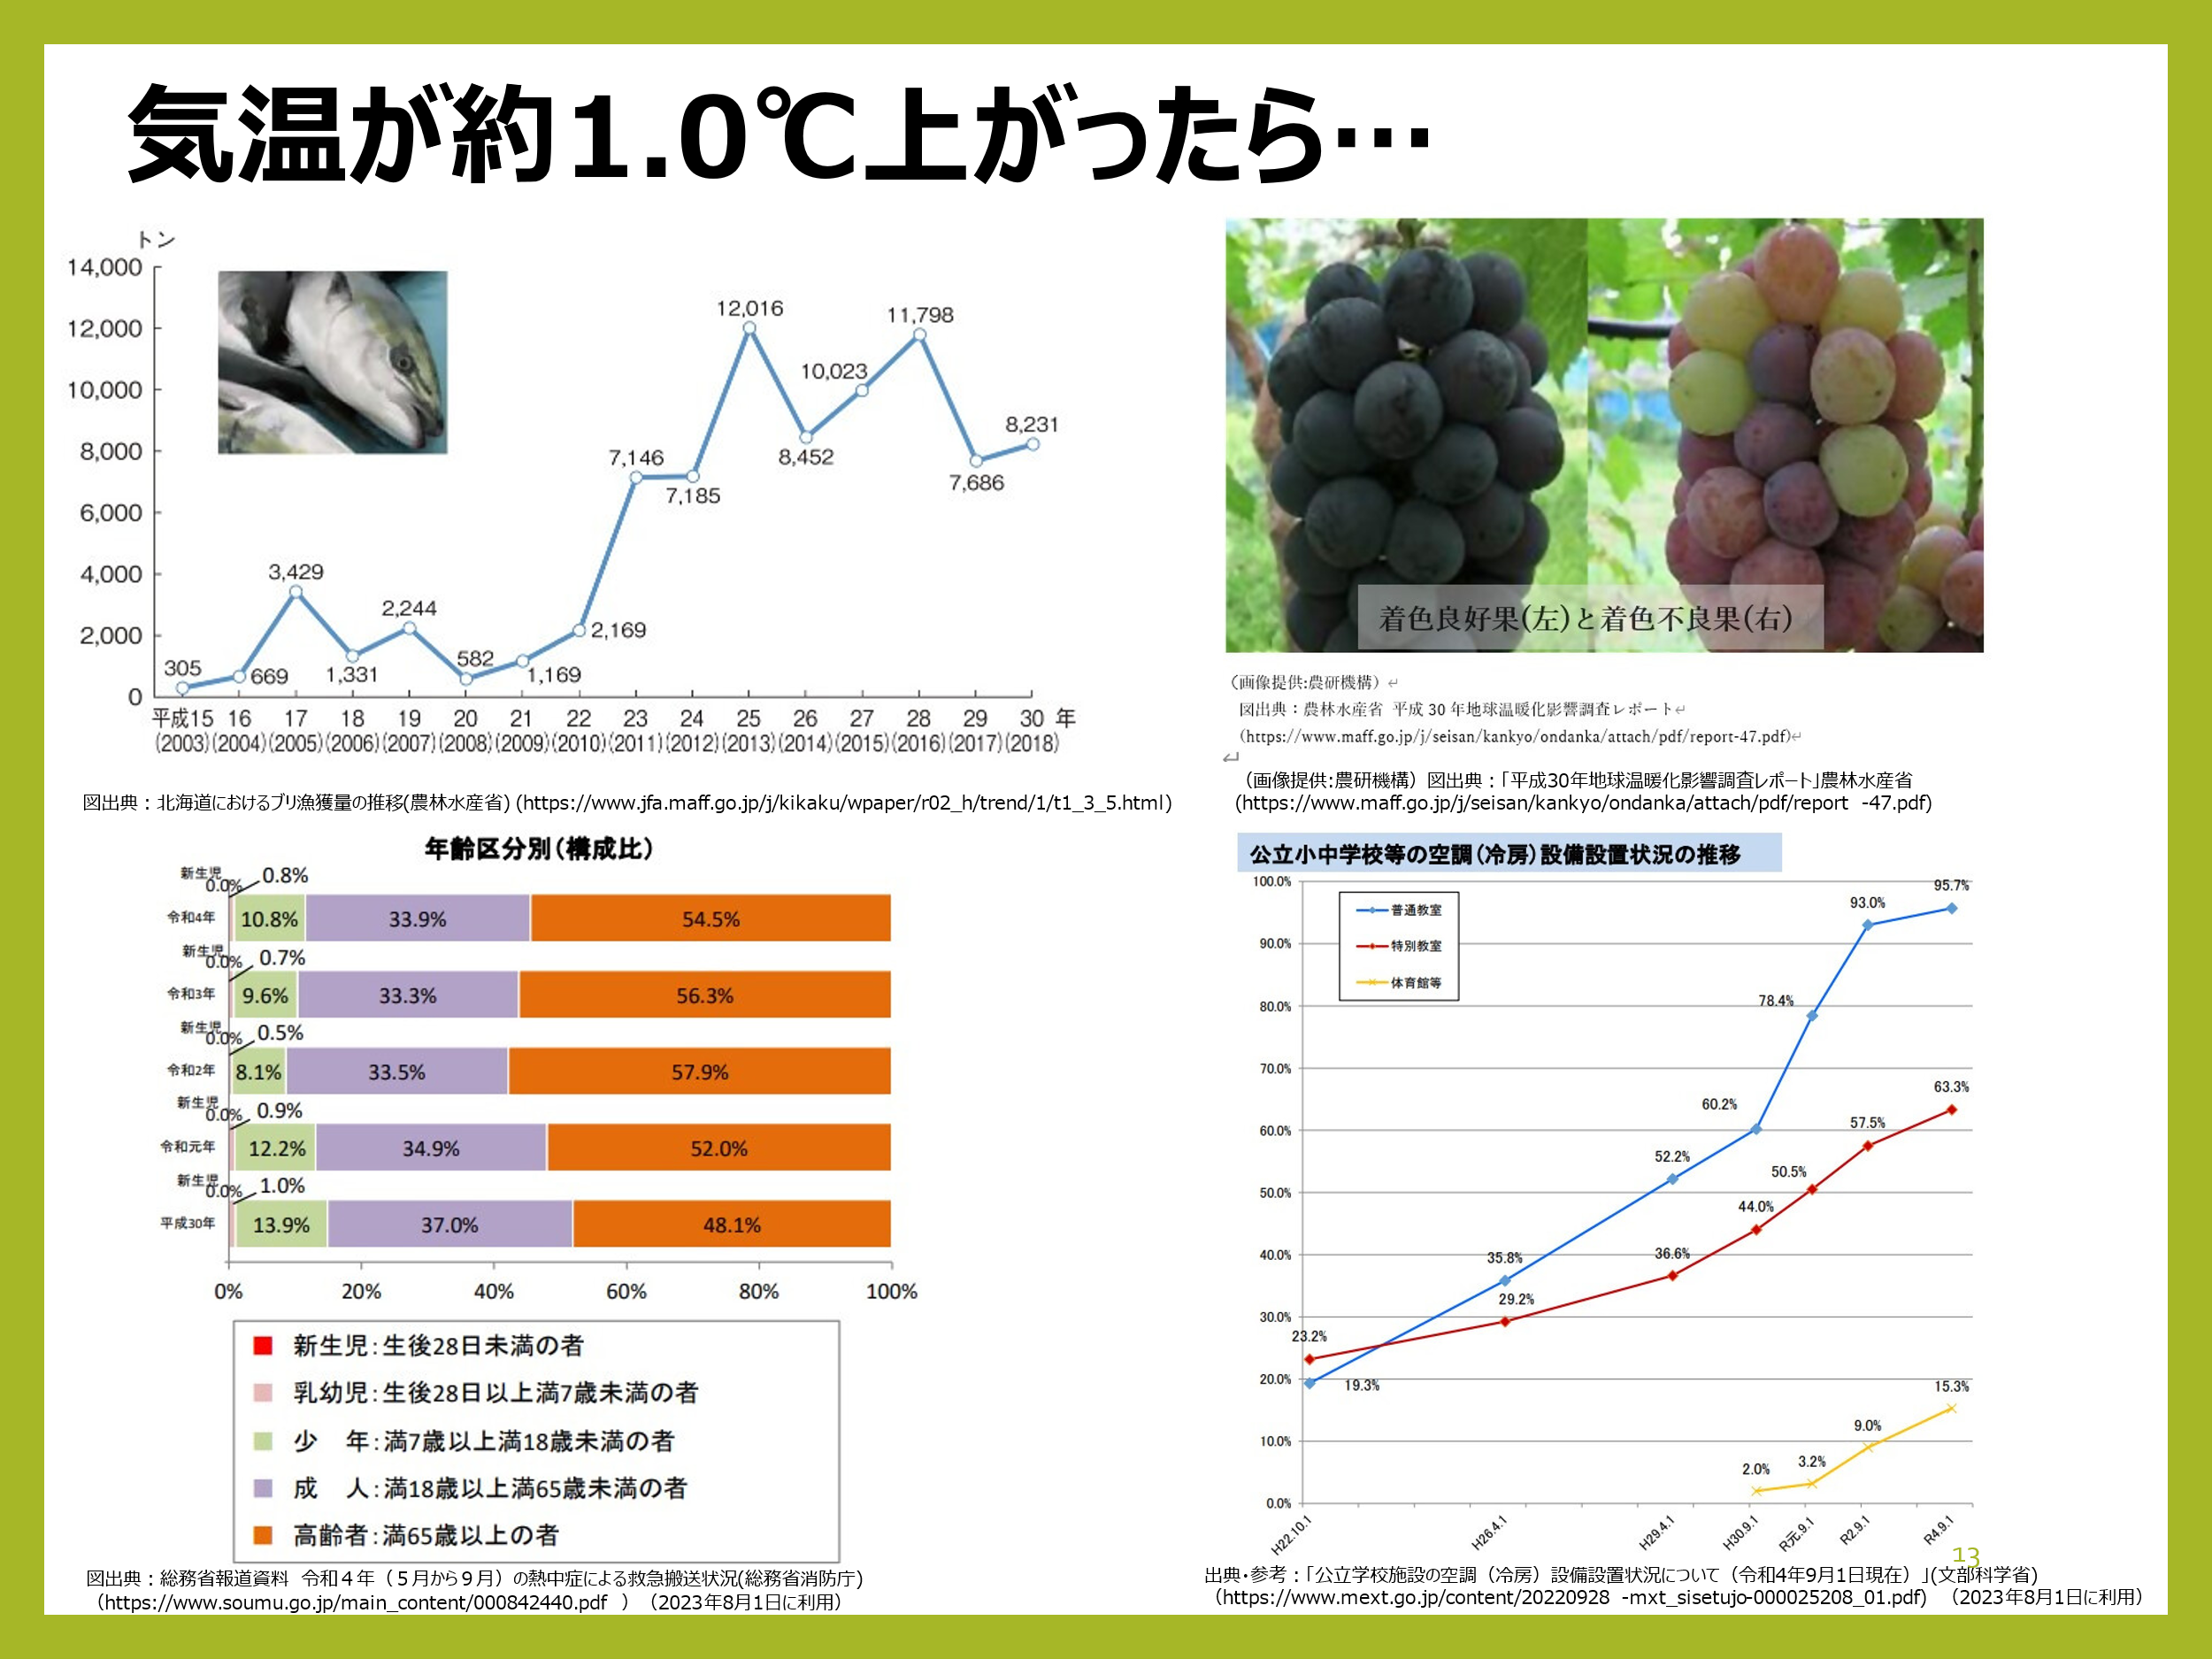 気温が約1.0℃上がったら…
トン
14,000
12,000
10,000
8,000
6,000
4,000
2,000
0
305
669
3,429
1,331
2,244
582
1,169
2,169
7,146
7,185
12,016
8,452
10,023
11,798
7,686
8,231
平成15 16 17 18 19 20 21 22 23 24 25 26 27 28 29 30 年
(2003)(2004)(2005)(2006)(2007)(2008)(2009)(2010)(2011)(2012)(2013)(2014)(2015)(2016)(2017)(2018)
図出典：北海道におけるブリ漁獲量の推移(農林水産省) (https://www.jfa.maff.go.jp/j/kikaku/wpaper/r02_h/trend/1/t1_3_5.html)
着色良好果(左)と着色不良果(右)
（画像提供:農研機構）↵
図出典：農林水産省 平成 30 年地球温暖化影響調査レポート↵
(https://www.maff.go.jp/j/seisan/kankyo/ondanka/attach/pdf/report-47.pdf)↵
↵
（画像提供:農研機構）図出典：「平成30年地球温暖化影響調査レポート」農林水産省
(https://www.maff.go.jp/j/seisan/kankyo/ondanka/attach/pdf/report -47.pdf)
年齢区分別（構成比）
新生児
0.0% 0.8%
令和4年 10.8% 33.9% 54.5%
新生児
0.0% 0.7%
令和3年 9.6% 33.3% 56.3%
新生児
0.0% 0.5%
令和2年 8.1% 33.5% 57.9%
新生児
0.0% 0.9%
令和元年 12.2% 34.9% 52.0%
新生児
0.0% 1.0%
平成30年 13.9% 37.0% 48.1%
0% 20% 40% 60% 80% 100%
新生児：生後28日未満の者
乳幼児：生後28日以上満7歳未満の者
少　年：満7歳以上満18歳未満の者
成　人：満18歳以上満65歳未満の者
高齢者：満65歳以上の者
図出典：総務省報道資料 令和４年（５月から９月）の熱中症による救急搬送状況(総務省消防庁)
（https://www.soumu.go.jp/main_content/000842440.pdf ）（2023年8月1日に利用）
公立小中学校等の空調（冷房）設備設置状況の推移
100.0%
90.0%
80.0%
70.0%
60.0%
50.0%
40.0%
30.0%
20.0%
10.0%
0.0%
普通教室
特別教室
体育館等
19.3%
35.8%
52.2%
60.2%
78.4%
93.0%
95.7%
23.2%
29.2%
36.6%
44.0%
50.5%
57.5%
63.3%
2.0%
3.2%
9.0%
15.3%
H22.10.1 H26.4.1 H29.4.1 H30.9.1 R元.9.1 R2.9.1 R4.9.1
13
出典・参考：「公立学校施設の空調（冷房）設備設置状況について（令和4年9月1日現在）」(文部科学省)
（https://www.mext.go.jp/content/20220928 -mxt_sisetujo-000025208_01.pdf) （2023年8月1日に利用）